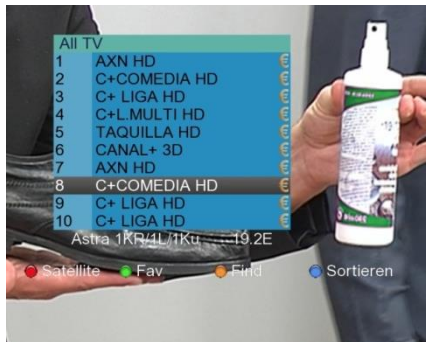 All TV
1 AXN HD €
2 C+COMEDIA HD €
3 C+ LIGA HD €
4 C+L.MULTI HD €
5 TAQUILLA HD €
6 CANAL+ 3D €
7 AXN HD €
8 C+COMEDIA HD €
9 C+ LIGA HD €
10 C+ LIGA HD €
Astra 1KR/1L/1Ku 19.2E
Satellite Fav Find Sortieren